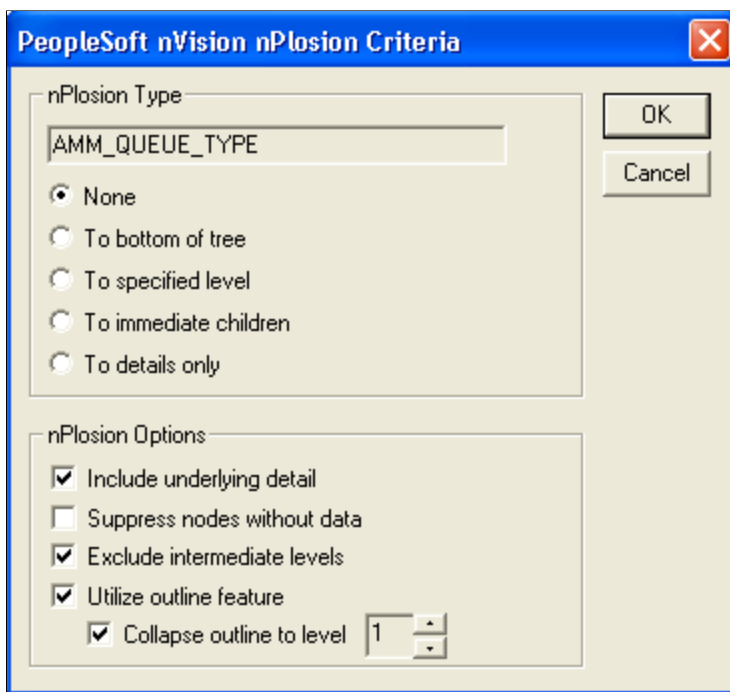 PeopleSoft nVision nPlosion Criteria
nPlosion Type
OK
AMM_QUEUE_TYPE
Cancel
None
To bottom of tree
To specified level
To immediate children
To details only
nPlosion Options
Include underlying detail
Suppress nodes without data
Exclude intermediate levels
Utilize outline feature
Collapse outline to level 1